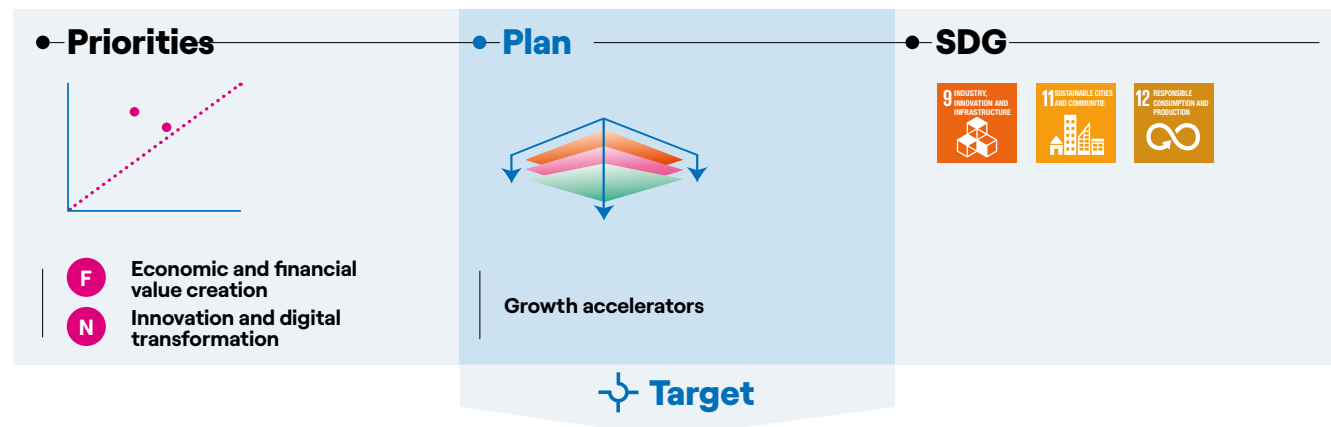 Priorities
Plan
SDG
9 INDUSTRY,
INNOVATION AND
INFRASTRUCTURE
11 SUSTAINABLE CITIES
AND COMMUNITIE
12 RESPONSIBLE
CONSUMPTION AND
PRODUCTION
F Economic and financial
value creation
N Innovation and digital
transformation
Growth accelerators
Target